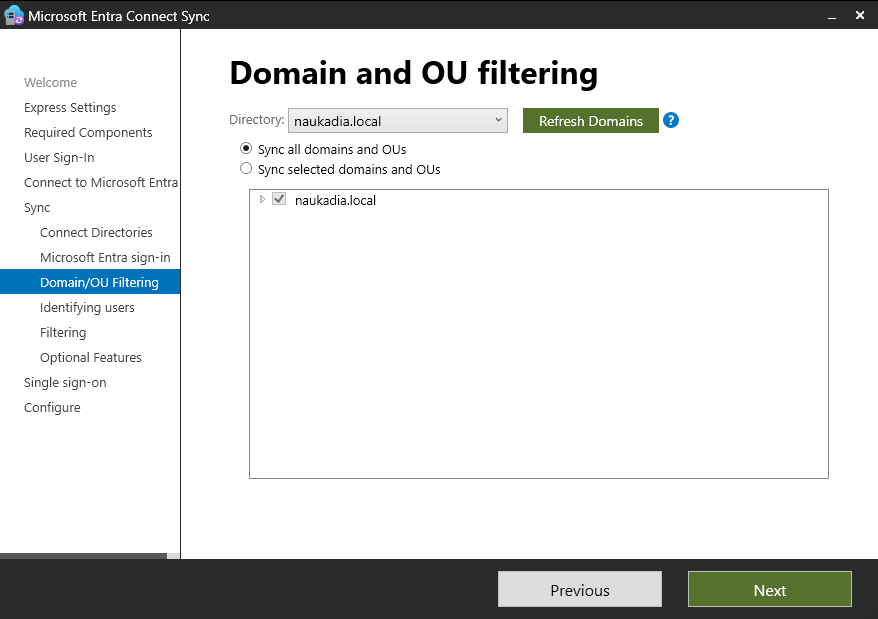 Microsoft Entra Connect Sync
Welcome
Express Settings
Required Components
User Sign-In
Connect to Microsoft Entra
Sync
Connect Directories
Microsoft Entra sign-in
Domain/OU Filtering
Identifying users
Filtering
Optional Features
Single sign-on
Configure
Domain and OU filtering
Directory: naukadia.local Refresh Domains ?
Sync all domains and OUs
Sync selected domains and OUs
naukadia.local
Previous Next